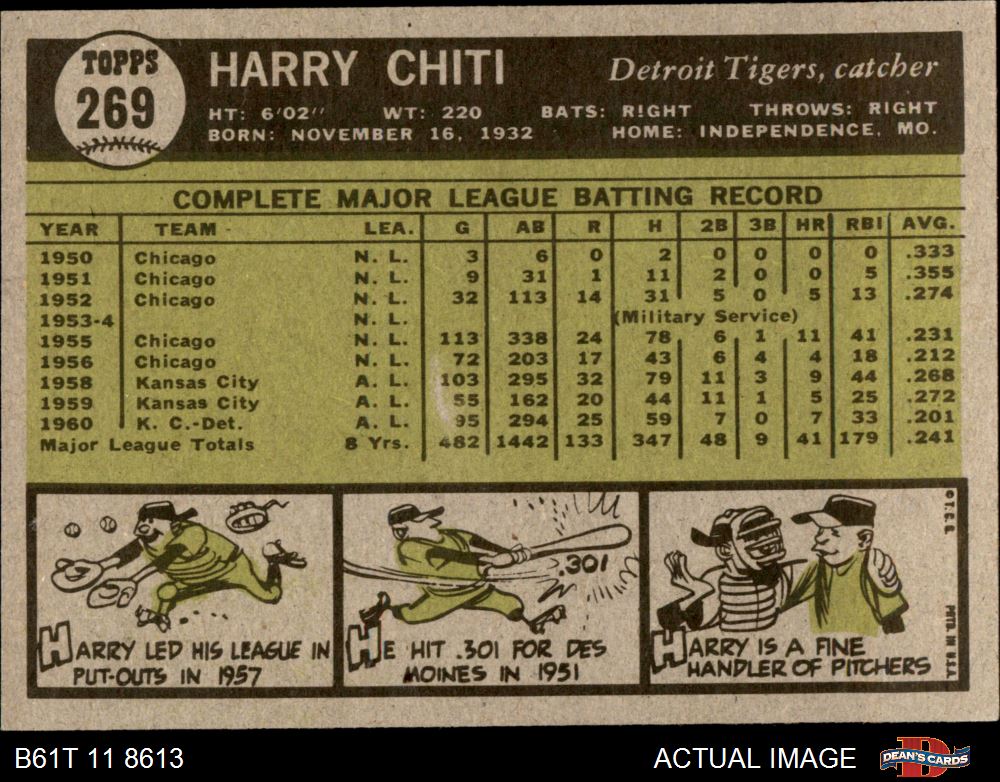 TOPPS
269
HARRY CHITI
Detroit Tigers, catcher
HT: 6'02" WT: 220 BATS: RIGHT THROWS: RIGHT
BORN: NOVEMBER 16, 1932 HOME: INDEPENDENCE, MO.
COMPLETE MAJOR LEAGUE BATTING RECORD
YEAR TEAM LEA. G AB R H 2B 3B HR RBI AVG.
1950 Chicago N. L. 3 6 0 2 0 0 0 0 .333
1951 Chicago N. L. 9 31 1 11 2 0 0 5 .355
1952 Chicago N. L. 32 113 14 31 5 0 5 13 .274
1953-4 N. L. (Military Service)
1955 Chicago N. L. 113 338 24 78 6 1 11 41 .231
1956 Chicago N. L. 72 203 17 43 6 4 4 18 .212
1958 Kansas City A. L. 103 295 32 79 11 3 9 44 .268
1959 Kansas City A. L. 55 162 20 44 11 1 5 25 .272
1960 K. C.-Det. A. L. 95 294 25 59 7 0 7 33 .201
Major League Totals 8 Yrs. 482 1442 133 347 48 9 41 179 .241
HARRY LED HIS LEAGUE IN
PUT-OUTS IN 1957
.301
HE HIT .301 FOR DES
MOINES IN 1951
HARRY IS A FINE
HANDLER OF PITCHERS
© T.C.G.
PRTD. IN U.S.A.
B61T 11 8613
ACTUAL IMAGE
DEAN'S CARDS